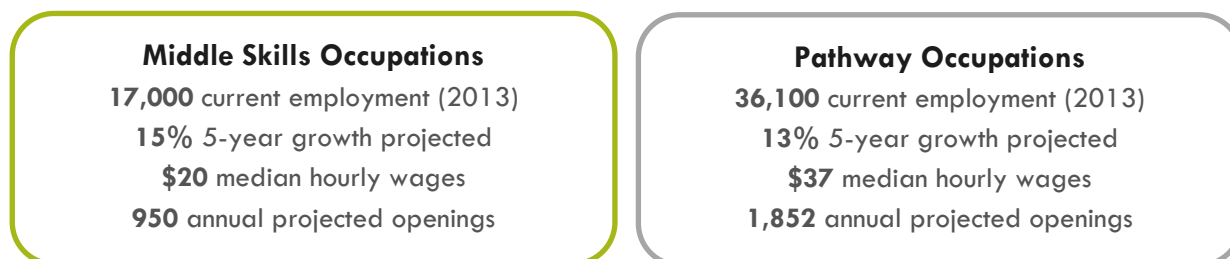 Middle Skills Occupations
17,000 current employment (2013)
15% 5-year growth projected
$20 median hourly wages
950 annual projected openings
Pathway Occupations
36,100 current employment (2013)
13% 5-year growth projected
$37 median hourly wages
1,852 annual projected openings